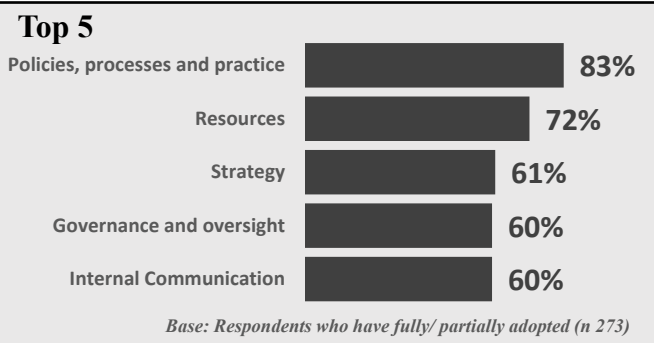 Top 5
Policies, processes and practice 83%
Resources 72%
Strategy 61%
Governance and oversight 60%
Internal Communication 60%
Base: Respondents who have fully/ partially adopted (n 273)